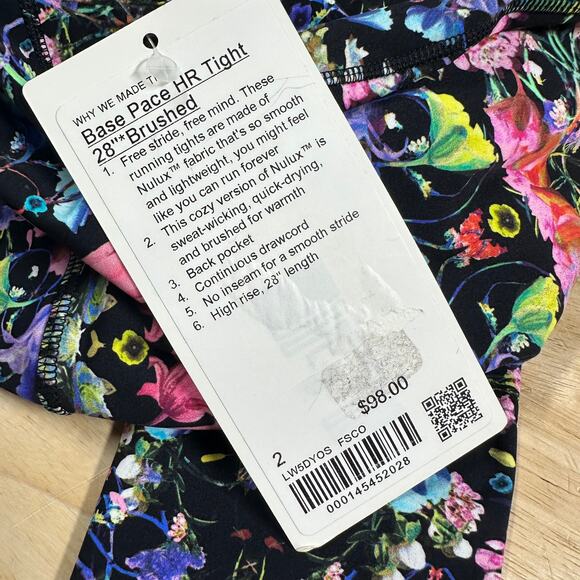 WHY WE MADE T
Base Pace HR Tight
28"*Brushed
1. Free stride, free mind. These
running tights are made of
Nulux™ fabric that's so smooth
and lightweight, you might feel
like you can run forever
2. This cozy version of Nulux™ is
sweat-wicking, quick-drying,
and brushed for warmth
3. Back pocket
4. Continuous drawcord
5. No inseam for a smooth stride
6. High rise, 28" length
$98.00
2
LW5DYOS FSCO
000145452028